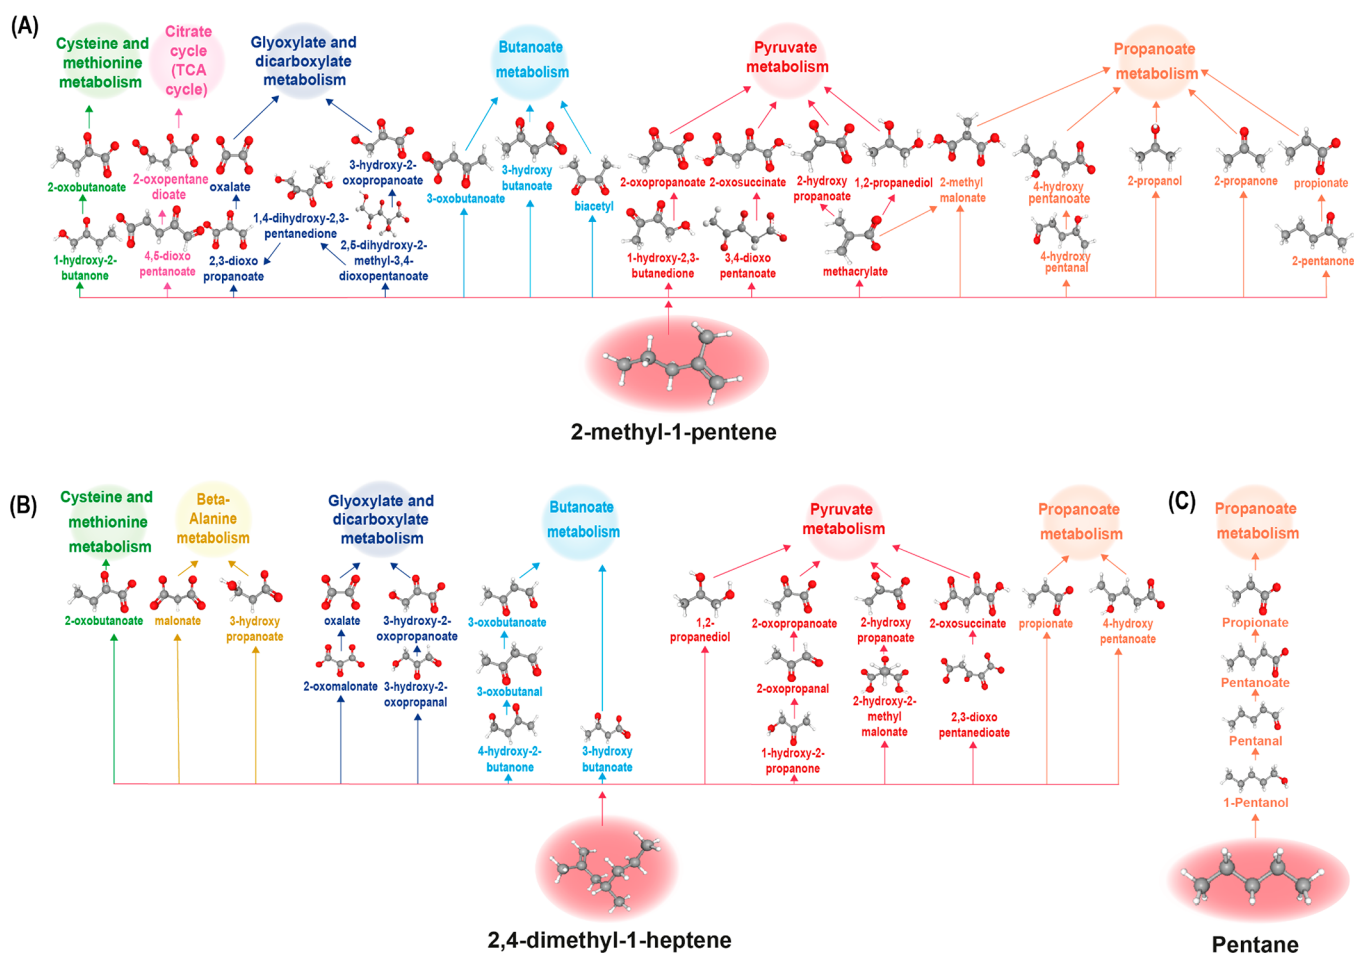 (A)
Cysteine and
methionine
metabolism
Citrate
cycle
(TCA
cycle)
Glyoxylate and
dicarboxylate
metabolism
Butanoate
metabolism
Pyruvate
metabolism
Propanoate
metabolism
2-oxobutanoate
2-oxopentane
dioate
oxalate
3-hydroxy-2-
oxopropanoate
3-oxobutanoate
3-hydroxy
butanoate
biacetyl
2-oxopropanoate
2-oxosuccinate
2-hydroxy
propanoate
1,2-propanediol
2-methyl
malonate
4-hydroxy
pentanoate
2-propanol
2-propanone
propionate
1-hydroxy-2-
butanone
4,5-dioxo
pentanoate
2,3-dioxo
propanoate
1,4-dihydroxy-2,3-
pentanedione
2,5-dihydroxy-2-
methyl-3,4-
dioxopentanoate
1-hydroxy-2,3-
butanedione
3,4-dioxo
pentanoate
methacrylate
4-hydroxy
pentanal
2-pentanone
2-methyl-1-pentene
(B)
Cysteine and
methionine
metabolism
Beta-
Alanine
metabolism
Glyoxylate and
dicarboxylate
metabolism
Butanoate
metabolism
Pyruvate
metabolism
Propanoate
metabolism
2-oxobutanoate
malonate
3-hydroxy
propanoate
oxalate
3-hydroxy-2-
oxopropanoate
3-oxobutanoate
1,2-
propanediol
2-oxopropanoate
2-hydroxy
propanoate
2-oxosuccinate
propionate
4-hydroxy
pentanoate
2-oxomalonate
3-hydroxy-2-
oxopropanal
3-oxobutanal
2-oxopropanal
2-hydroxy-2-
methyl
malonate
2,3-dioxo
pentanedioate
4-hydroxy-2-
butanone
3-hydroxy
butanoate
1-hydroxy-2-
propanone
2,4-dimethyl-1-heptene
(C)
Propanoate
metabolism
Propionate
Pentanoate
Pentanal
1-Pentanol
Pentane